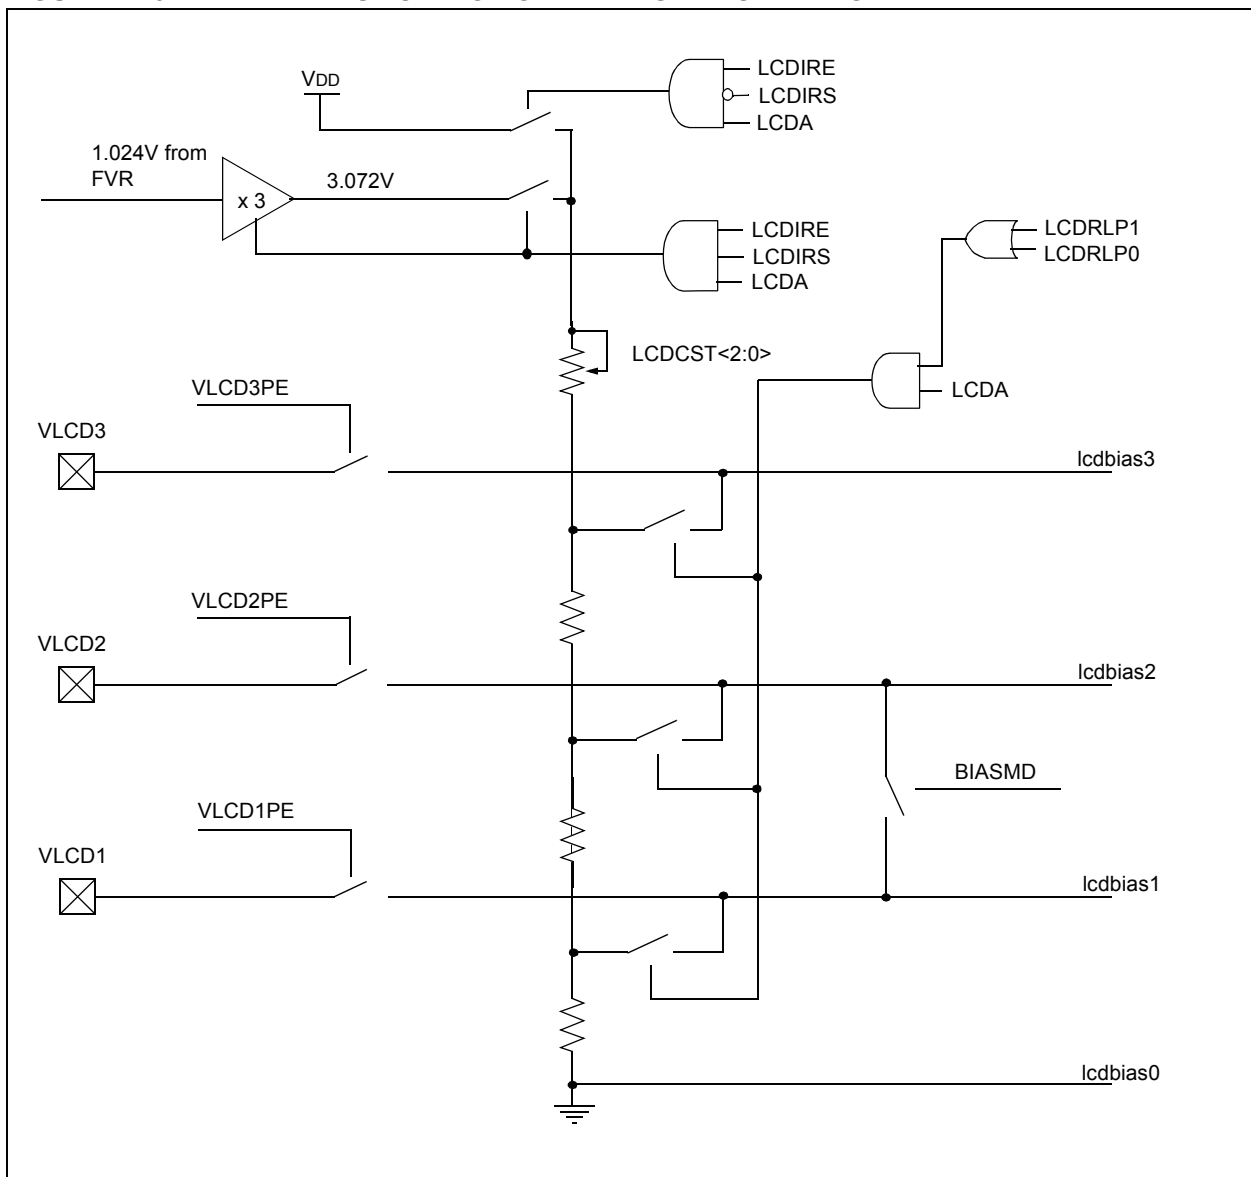 VDD
LCDIRE
LCDIRS
LCDA
1.024V from
FVR
x 3
3.072V
LCDIRE
LCDIRS
LCDA
LCDRLP1
LCDRLP0
LCDCST<2:0>
LCDA
VLCD3PE
VLCD3
lcdbias3
VLCD2PE
VLCD2
lcdbias2
BIASMD
VLCD1PE
VLCD1
lcdbias1
lcdbias0